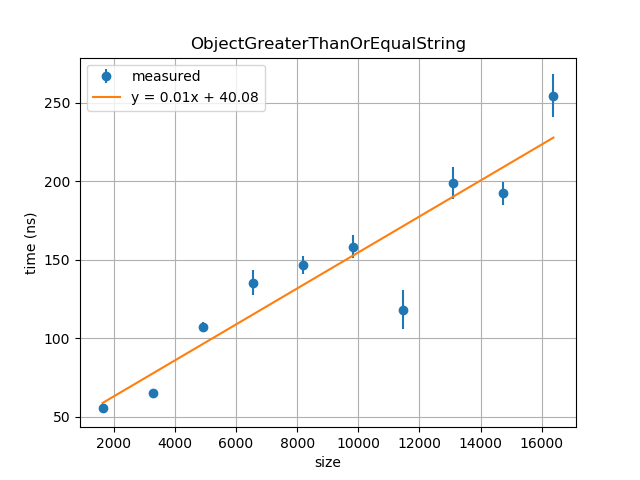 ObjectGreaterThanOrEqualString
measured
y = 0.01x + 40.08
250
200
150
100
50
time (ns)
2000 4000 6000 8000 10000 12000 14000 16000
size